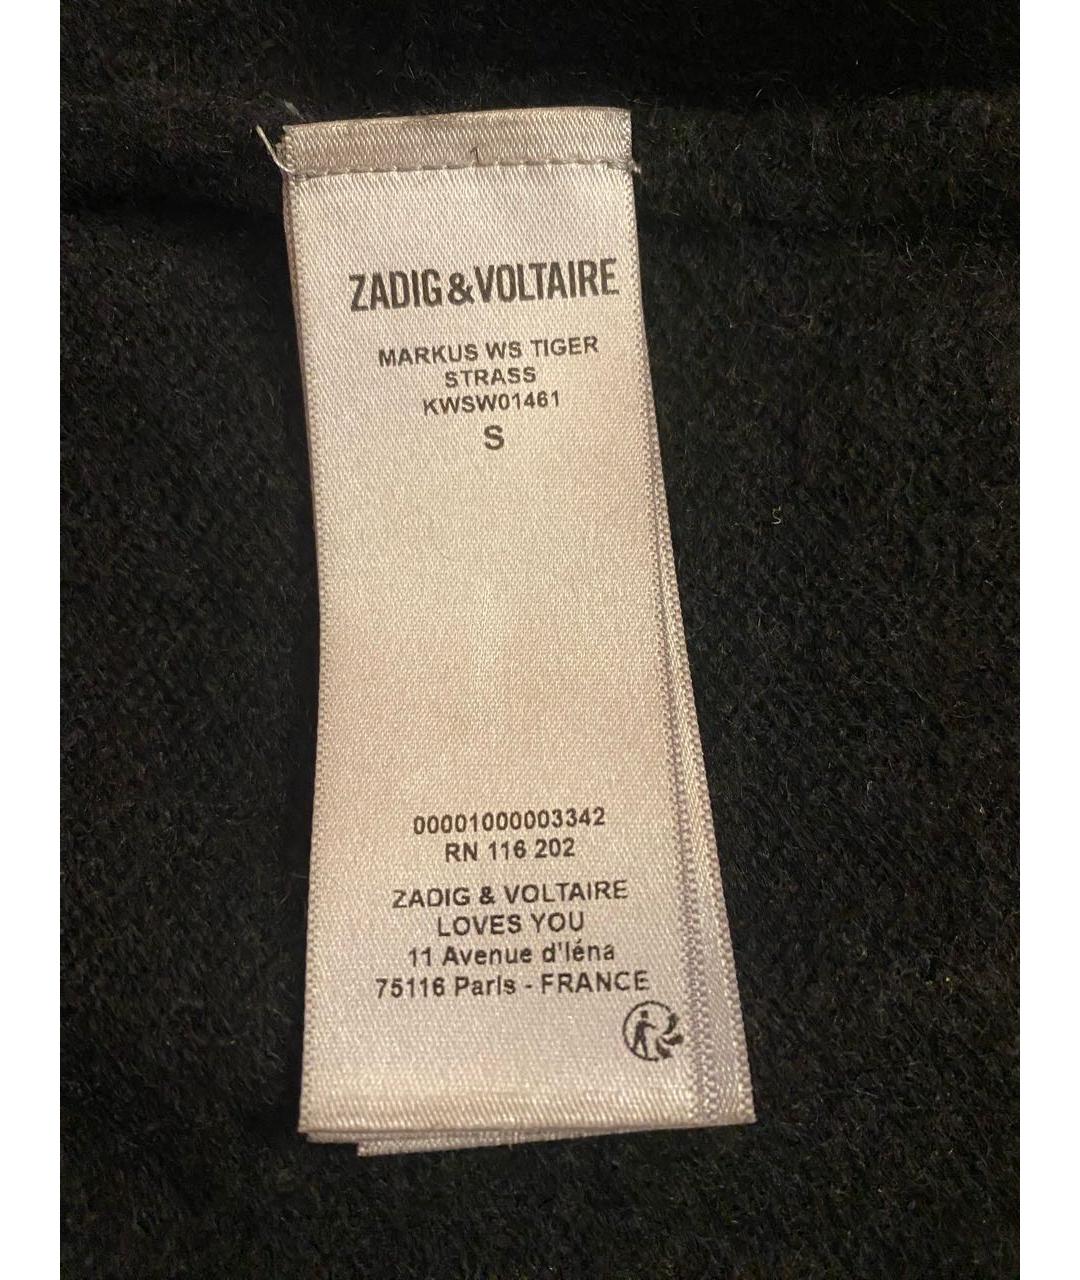 ZADIG&VOLTAIRE
MARKUS WS TIGER
STRASS
KWSW01461
S
00001000003342
RN 116 202
ZADIG & VOLTAIRE
LOVES YOU
11 Avenue d'Iéna
75116 Paris - FRANCE